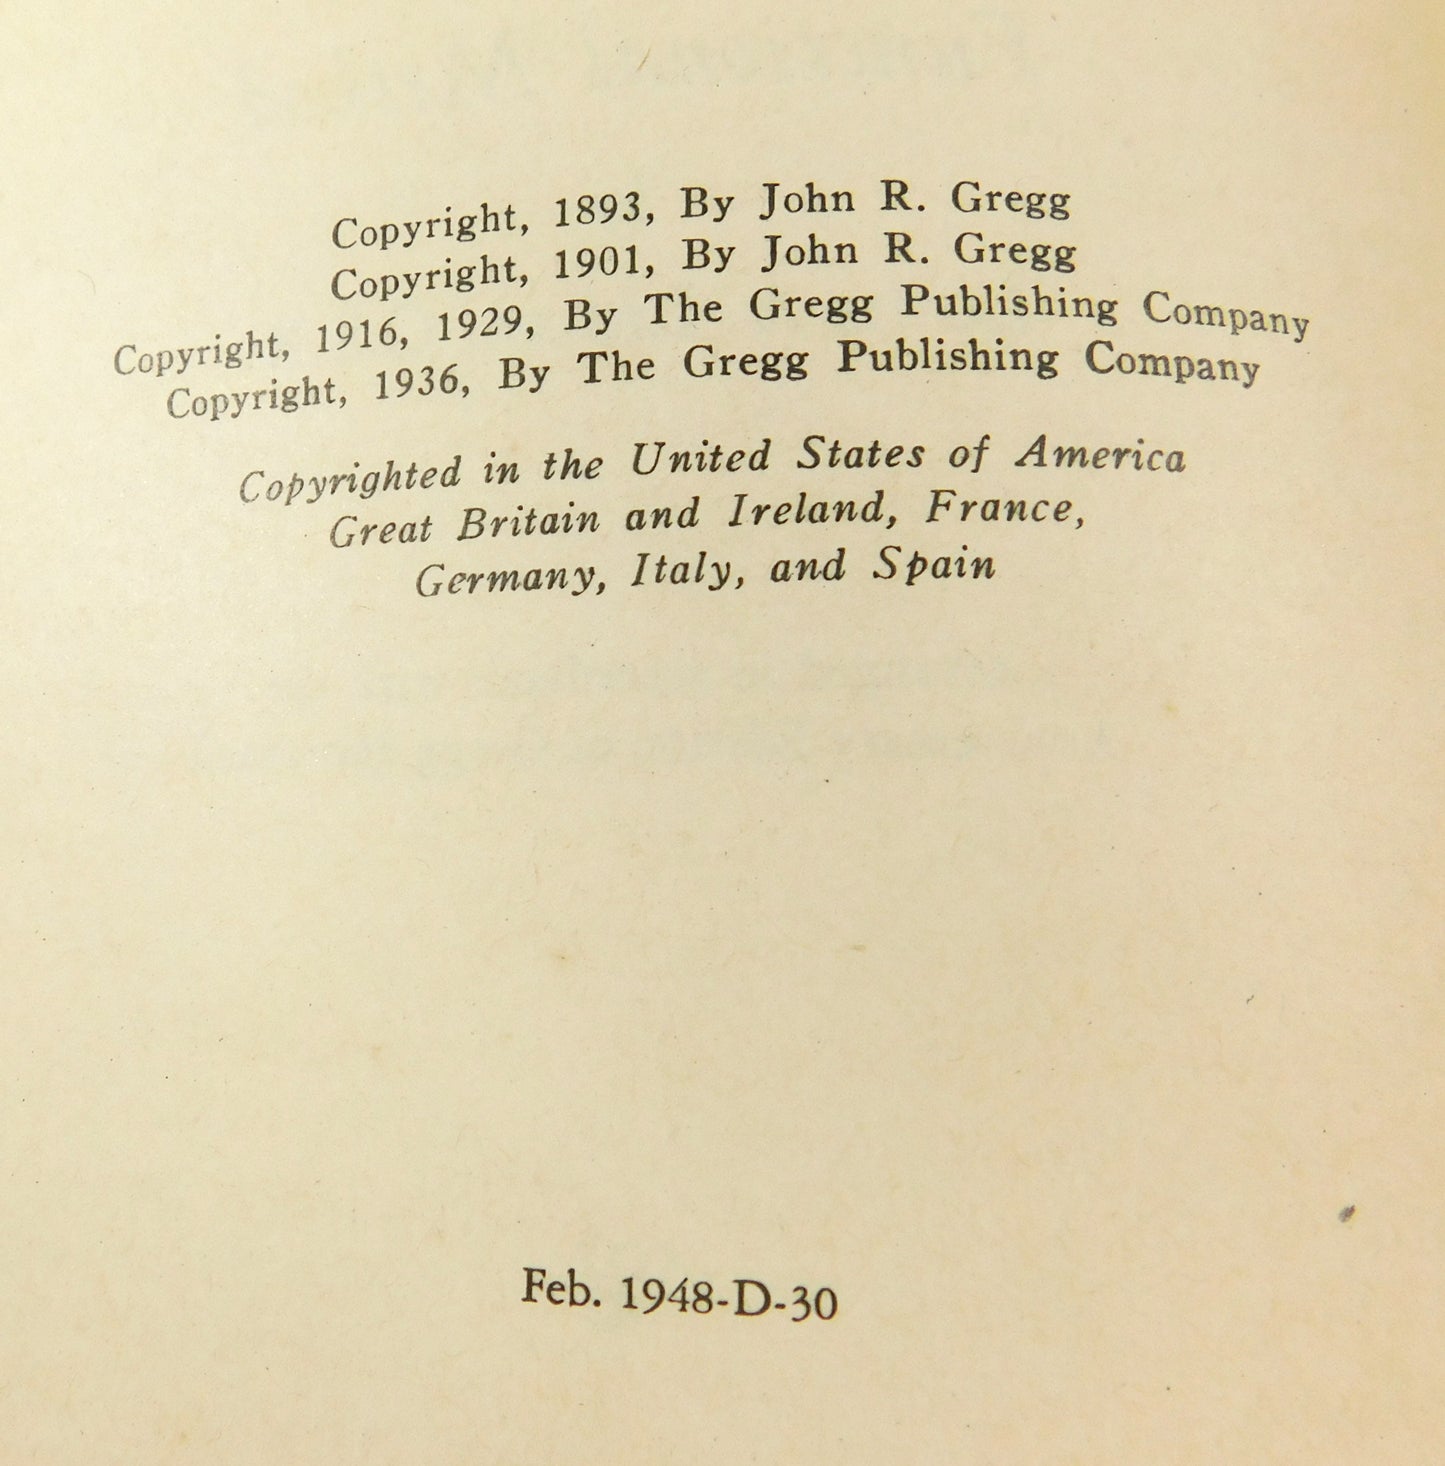 Copyright, 1893, By John R. Gregg
Copyright, 1901, By John R. Gregg
Copyright, 1916, 1929, By The Gregg Publishing Company
Copyright, 1936, By The Gregg Publishing Company
Copyrighted in the United States of America
Great Britain and Ireland, France,
Germany, Italy, and Spain
Feb. 1948-D-30